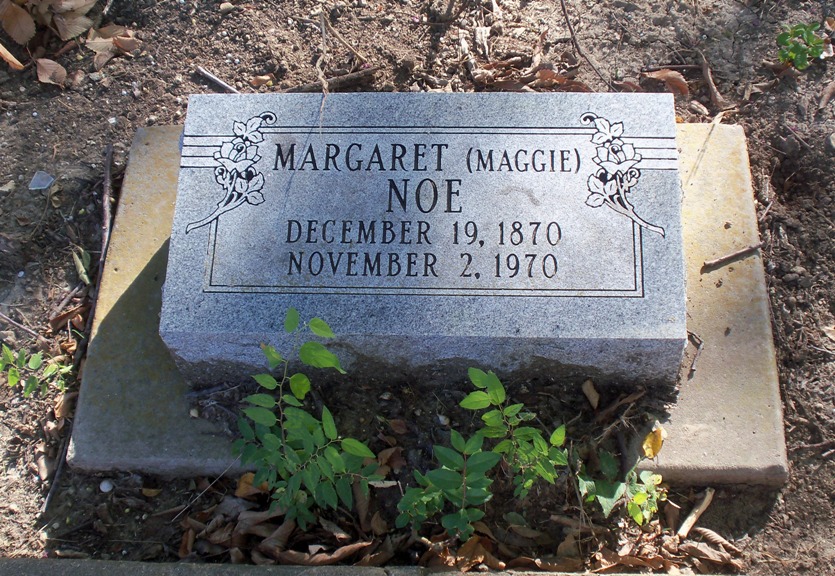 MARGARET (MAGGIE)
NOE
DECEMBER 19, 1870
NOVEMBER 2, 1970